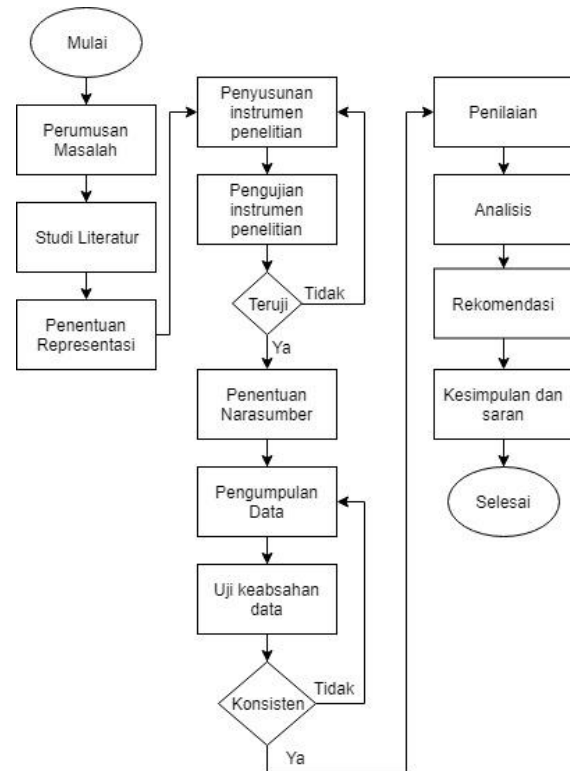 Mulai
Perumusan
Masalah
Studi Literatur
Penentuan
Representasi
Penyusunan
instrumen
penelitian
Pengujian
instrumen
penelitian
Teruji
Tidak
Ya
Penentuan
Narasumber
Pengumpulan
Data
Uji keabsahan
data
Konsisten
Tidak
Ya
Penilaian
Analisis
Rekomendasi
Kesimpulan dan
saran
Selesai